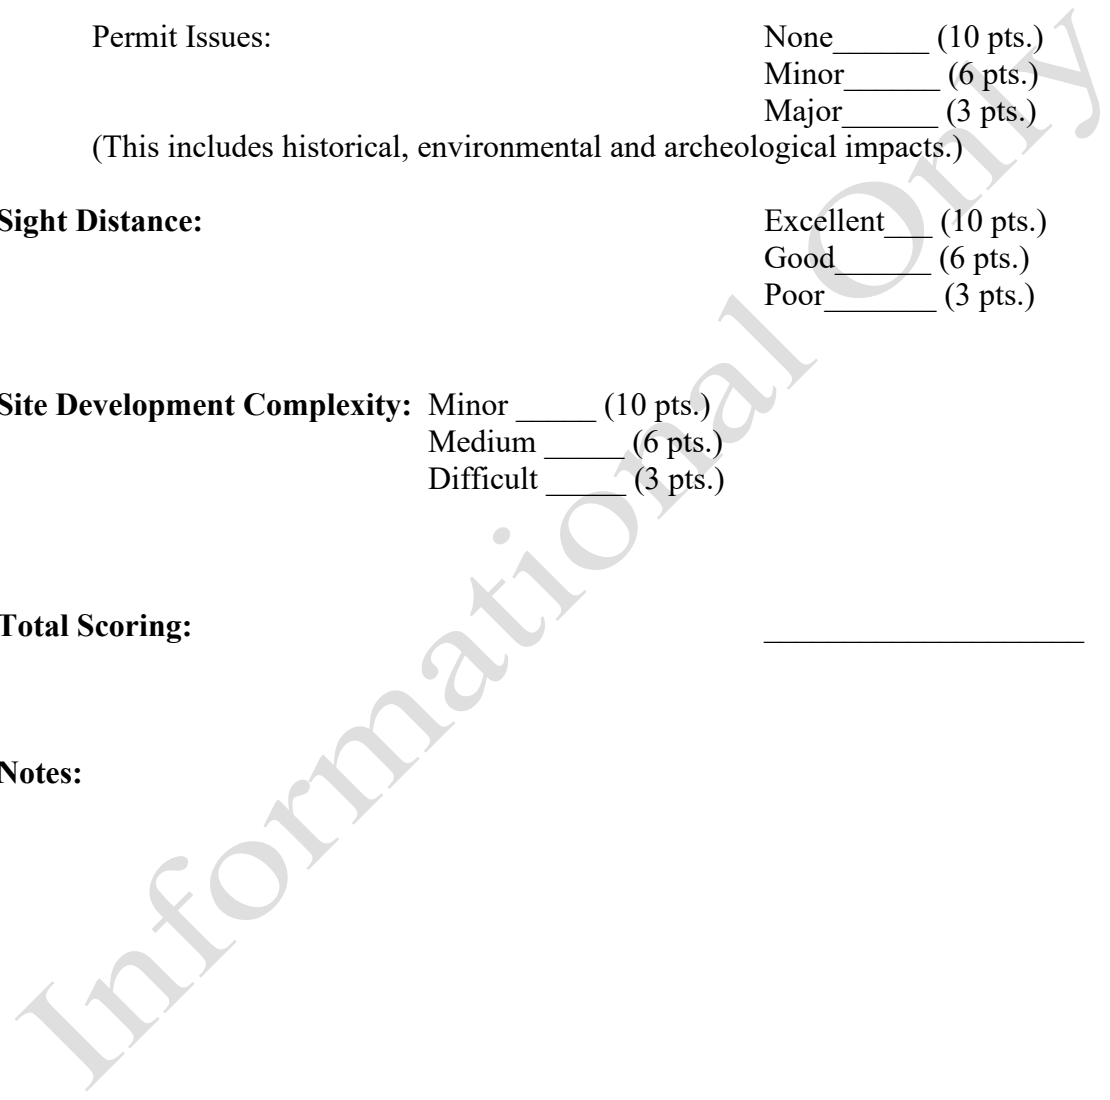 Permit Issues: None______ (10 pts.)
Minor______ (6 pts.)
Major______ (3 pts.)
(This includes historical, environmental and archeological impacts.)
Sight Distance: Excellent___ (10 pts.)
Good______ (6 pts.)
Poor_______ (3 pts.)
Site Development Complexity: Minor _____ (10 pts.)
Medium _____ (6 pts.)
Difficult _____ (3 pts.)
Total Scoring: ____________________
Notes:
Informational Only